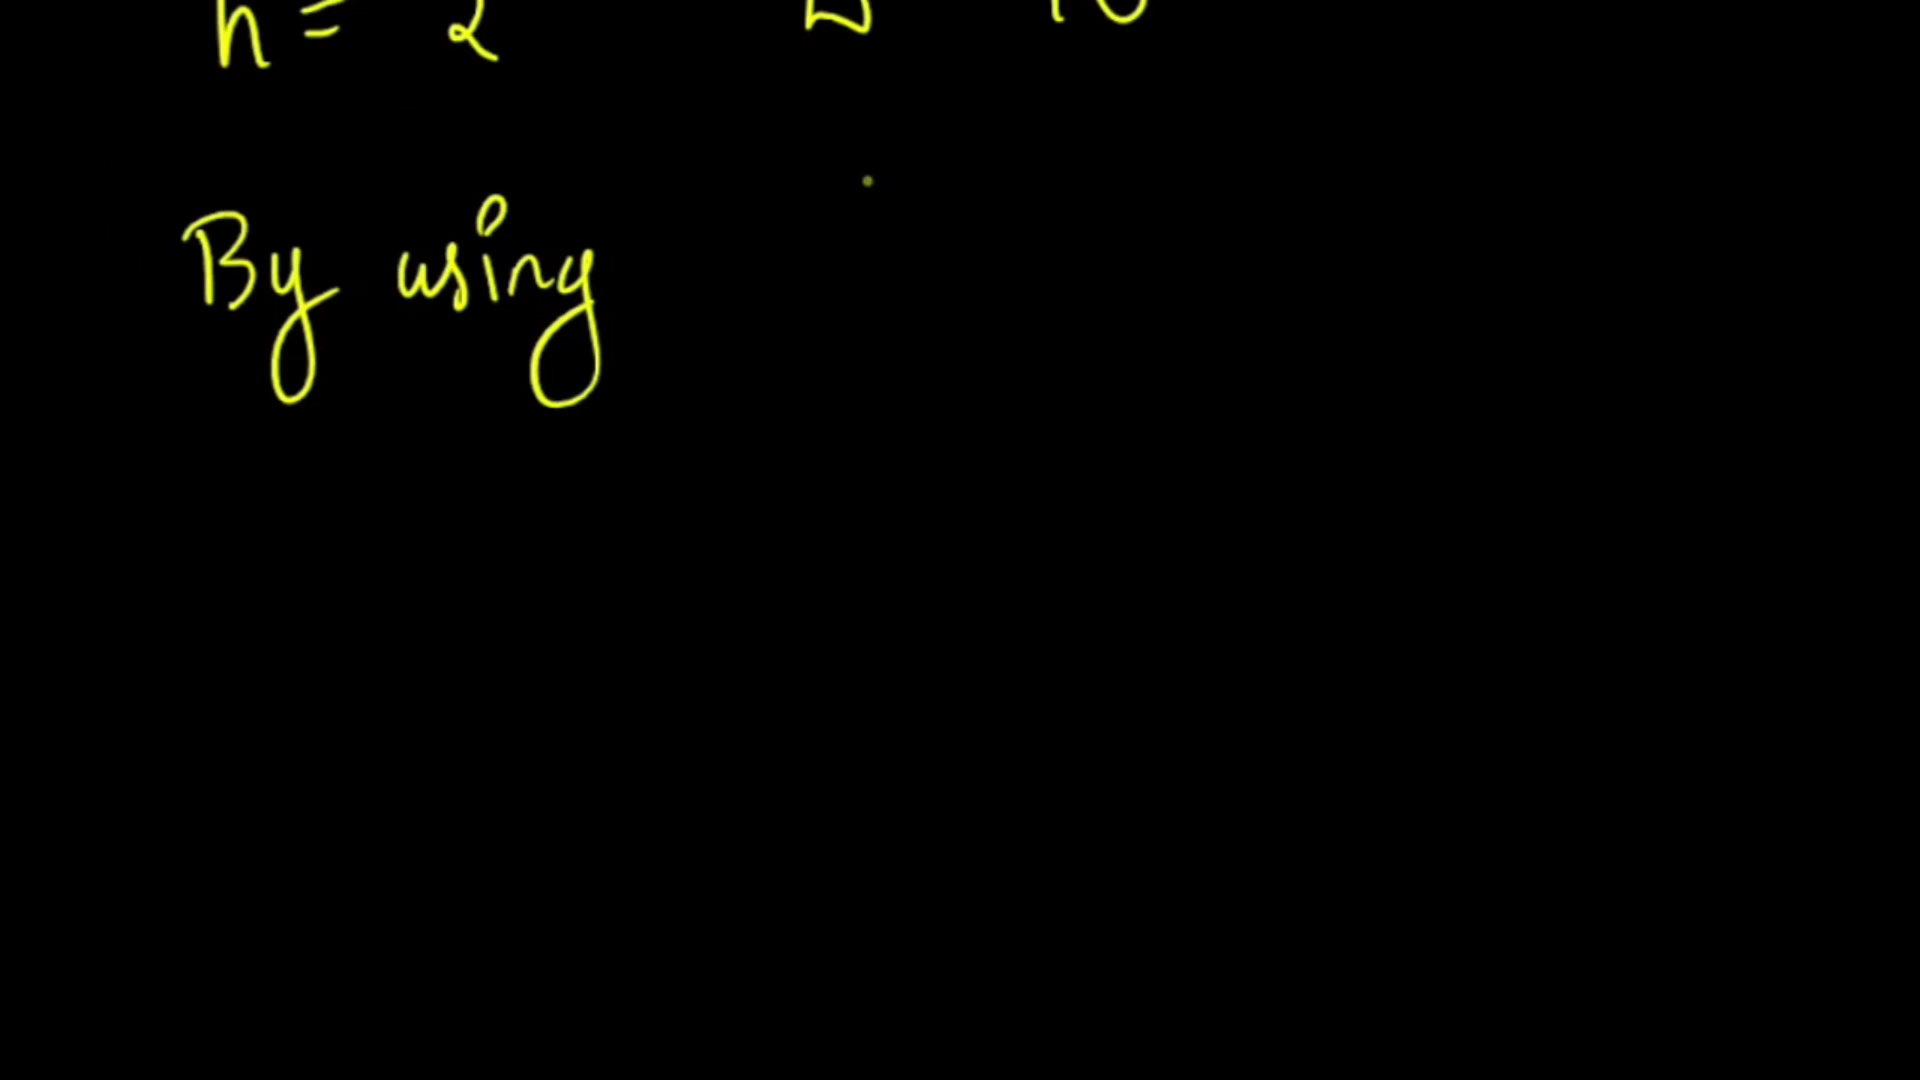 h = 2
By using